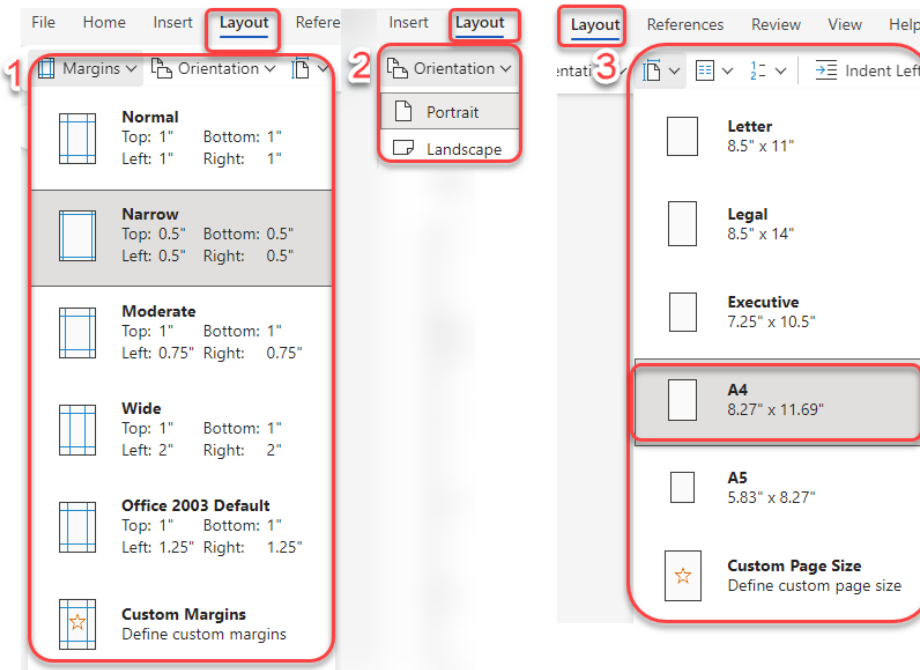 File Home Insert Layout Refere
1 Margins Orientation
Normal
Top: 1" Bottom: 1"
Left: 1" Right: 1"
Narrow
Top: 0.5" Bottom: 0.5"
Left: 0.5" Right: 0.5"
Moderate
Top: 1" Bottom: 1"
Left: 0.75" Right: 0.75"
Wide
Top: 1" Bottom: 1"
Left: 2" Right: 2"
Office 2003 Default
Top: 1" Bottom: 1"
Left: 1.25" Right: 1.25"
Custom Margins
Define custom margins
Insert Layout
2 Orientation
Portrait
Landscape
Layout References Review View Help
entati 3 Indent Left
Letter
8.5" x 11"
Legal
8.5" x 14"
Executive
7.25" x 10.5"
A4
8.27" x 11.69"
A5
5.83" x 8.27"
Custom Page Size
Define custom page size